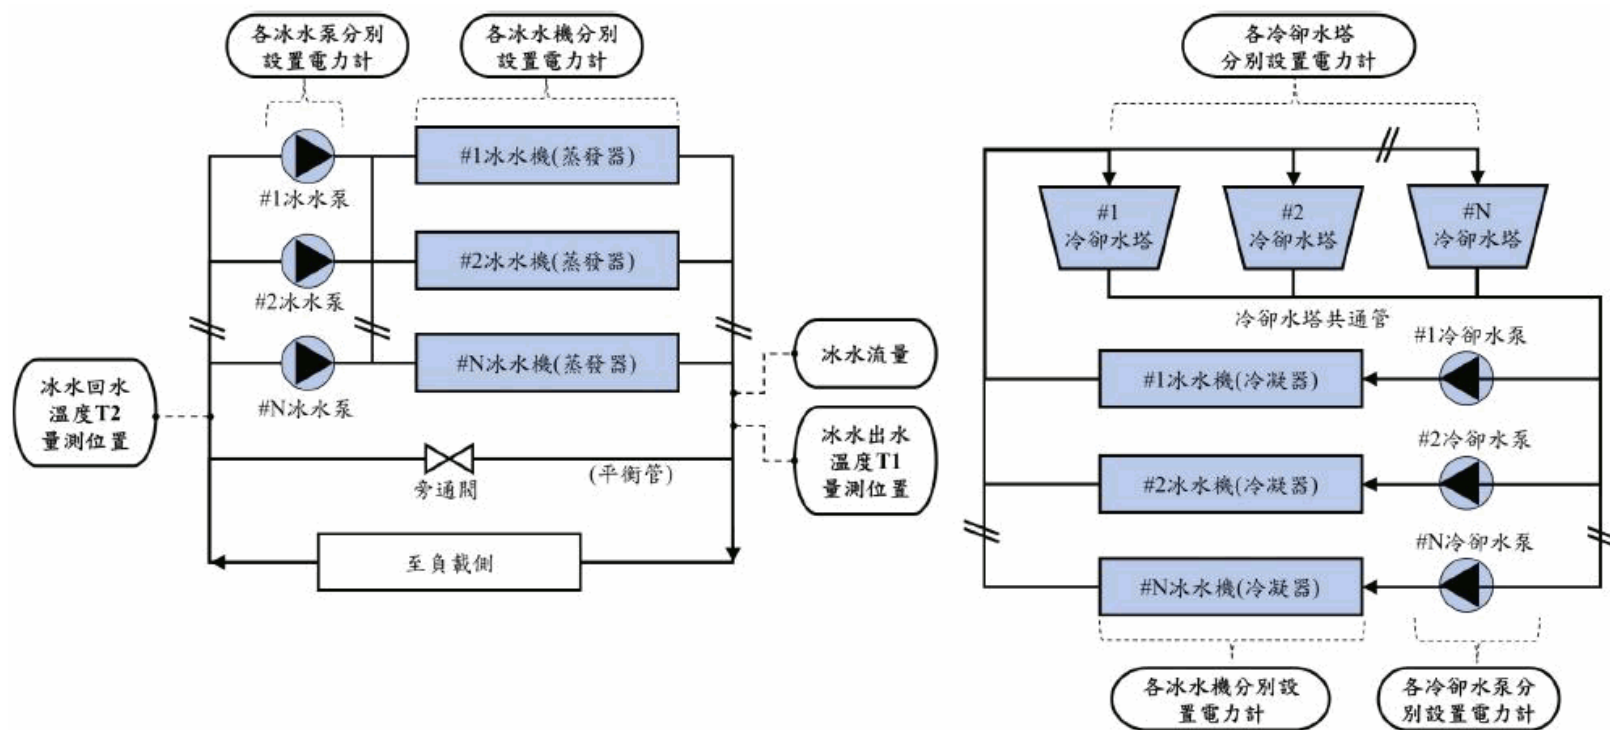 各冰水泵分別
設置電力計
各冰水機分別
設置電力計
#1冰水泵
#1冰水機(蒸發器)
#2冰水泵
#2冰水機(蒸發器)
#N冰水泵
#N冰水機(蒸發器)
冰水回水
溫度T2
量測位置
冰水流量
冰水出水
溫度T1
量測位置
旁通閥
(平衡管)
至負載側
各冷卻水塔
分別設置電力計
#1
冷卻水塔
#2
冷卻水塔
#N
冷卻水塔
冷卻水塔共通管
#1冷卻水泵
#1冰水機(冷凝器)
#2冷卻水泵
#2冰水機(冷凝器)
#N冷卻水泵
#N冰水機(冷凝器)
各冰水機分別設
置電力計
各冷卻水泵分
別設置電力計